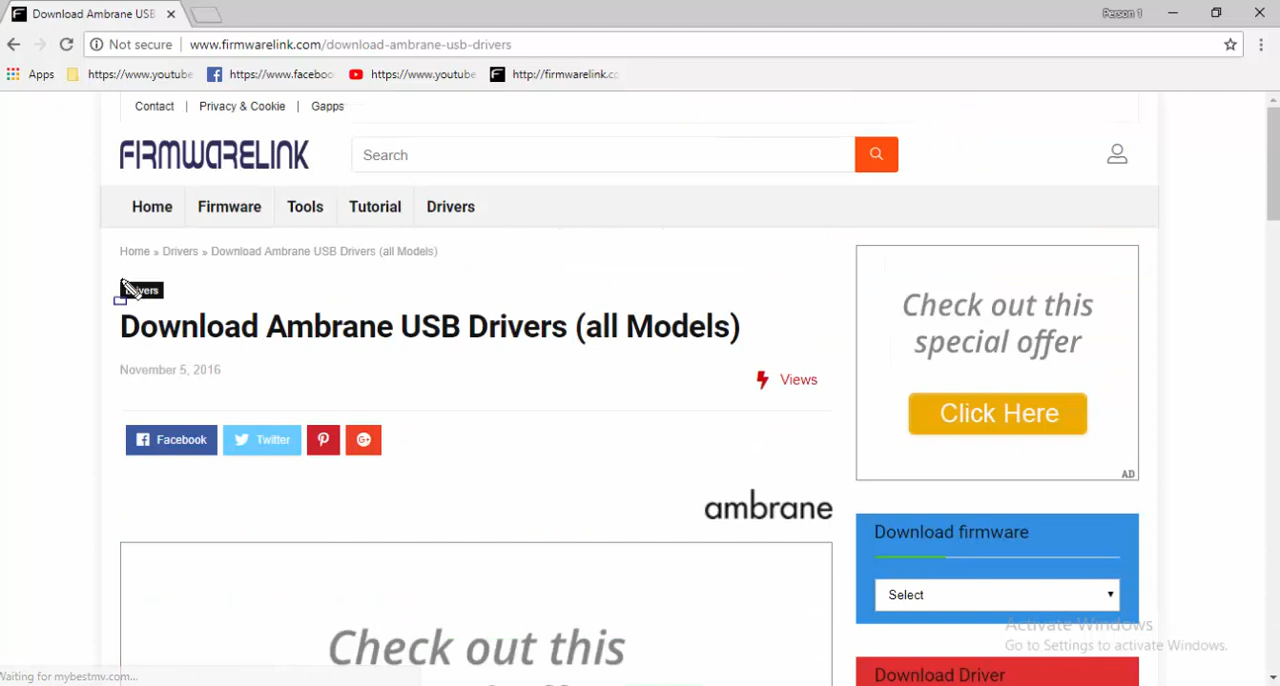 Download Ambrane USB
Person 1
Not secure
www.firmwarelink.com/download-ambrane-usb-drivers
Apps
https://www.youtube
https://www.faceboo
https://www.youtube
http://firmwarelink.co
Contact | Privacy & Cookie | Gapps
FIRMWARELINK
Search
Home
Firmware
Tools
Tutorial
Drivers
Home » Drivers » Download Ambrane USB Drivers (all Models)
Drivers
Download Ambrane USB Drivers (all Models)
November 5, 2016
Views
Facebook
Twitter
ambrane
Check out this
Check out this
special offer
Click Here
AD
Download firmware
Select
Download Driver
Activate Windows
Go to Settings to activate Windows.
Waiting for mybestmv.com...